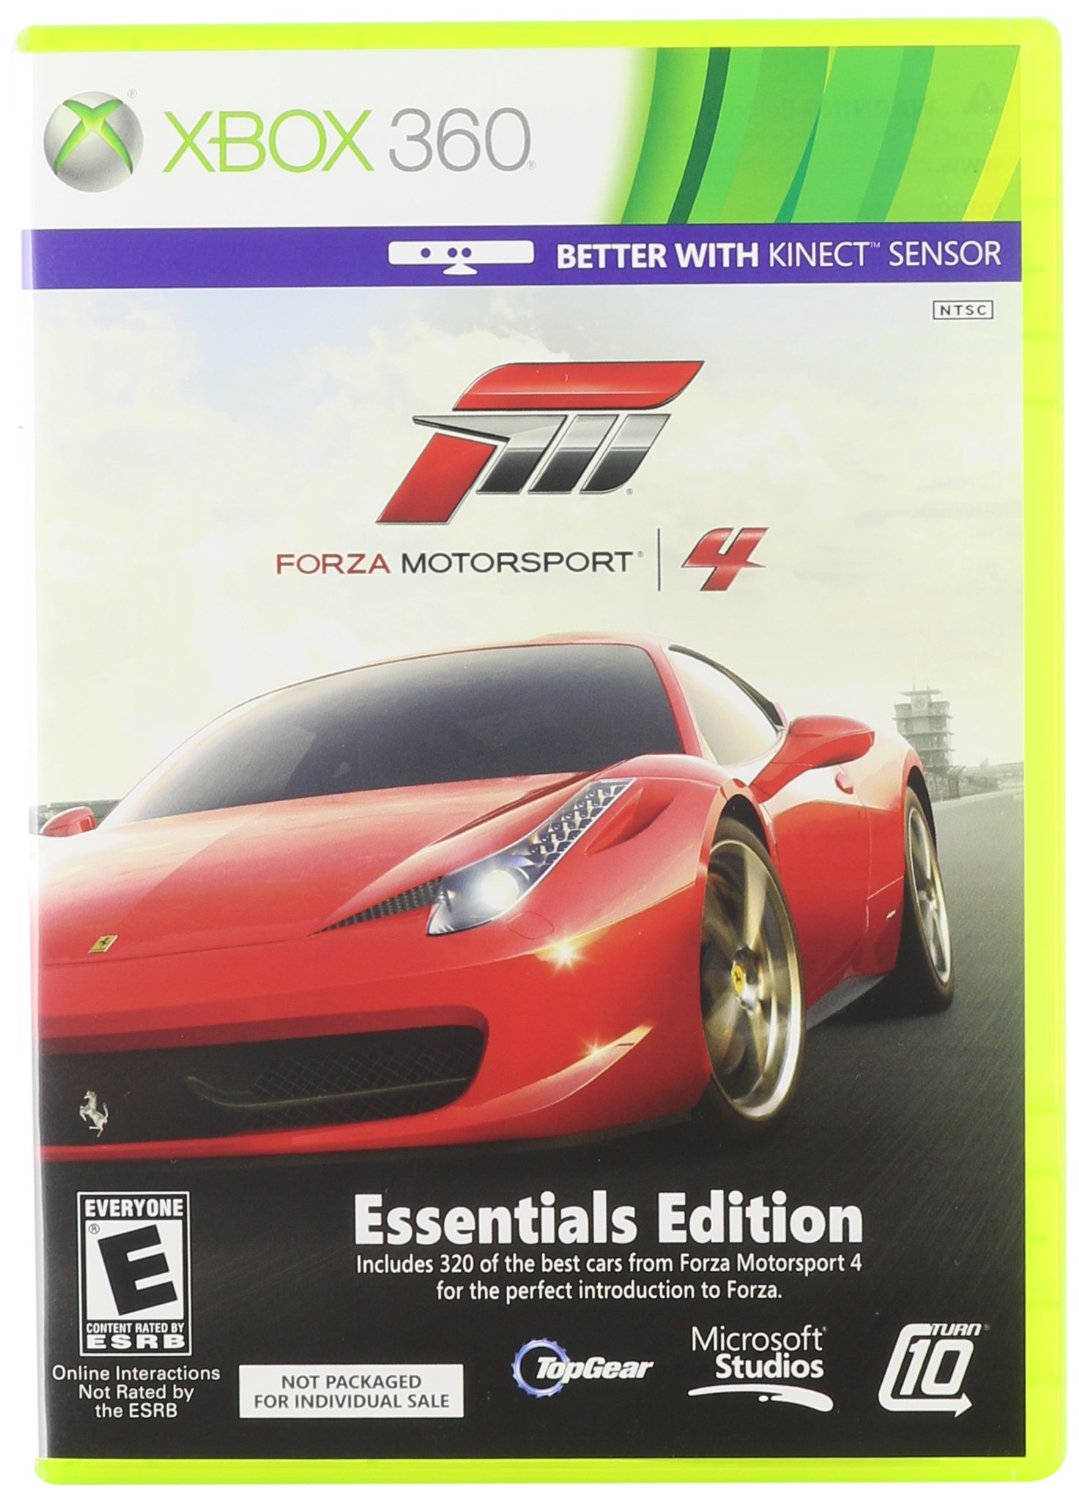 XBOX 360
BETTER WITH KINECT™ SENSOR
NTSC
FORZA MOTORSPORT® 4
EVERYONE
E
CONTENT RATED BY
ESRB
Online Interactions
Not Rated by
the ESRB
Essentials Edition
Includes 320 of the best cars from Forza Motorsport 4
for the perfect introduction to Forza.
NOT PACKAGED
FOR INDIVIDUAL SALE
TopGear
Microsoft®
Studios
TURN
10